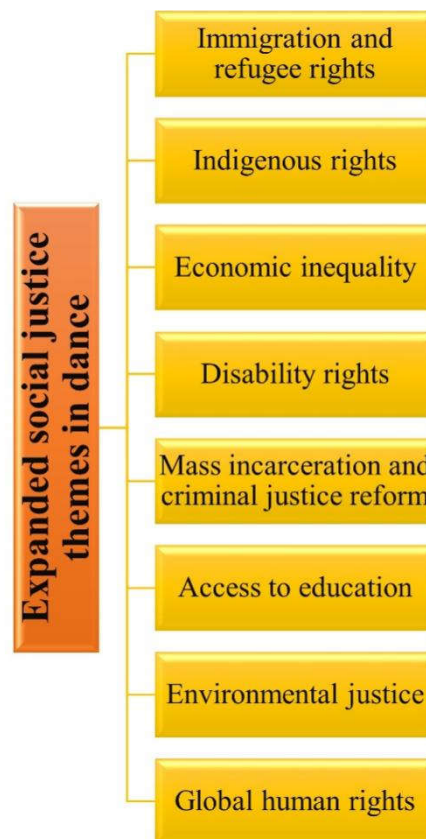 Expanded social justice
themes in dance
Immigration and
refugee rights
Indigenous rights
Economic inequality
Disability rights
Mass incarceration and
criminal justice reform
Access to education
Environmental justice
Global human rights